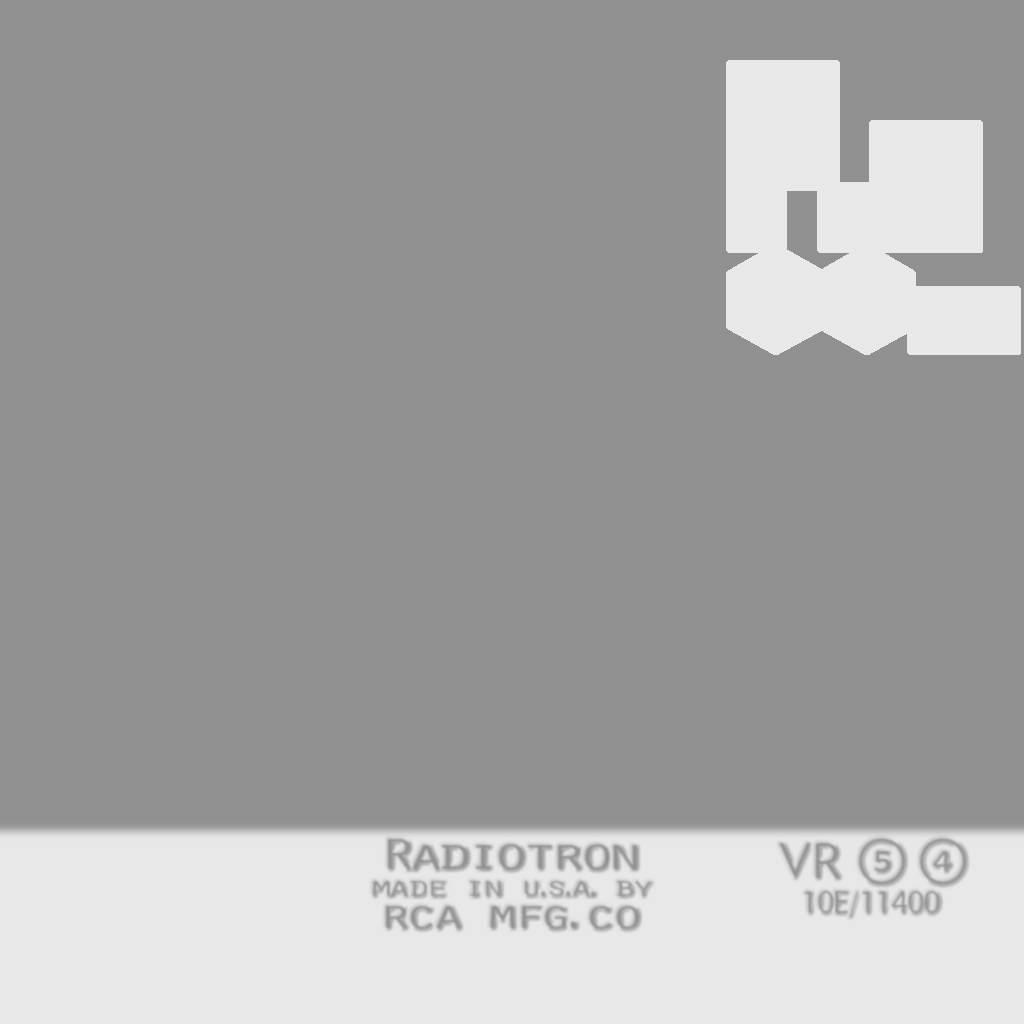 RADIOTRON
MADE IN U.S.A. BY
RCA MFG.CO
VR ⑤ ④
10E/11400